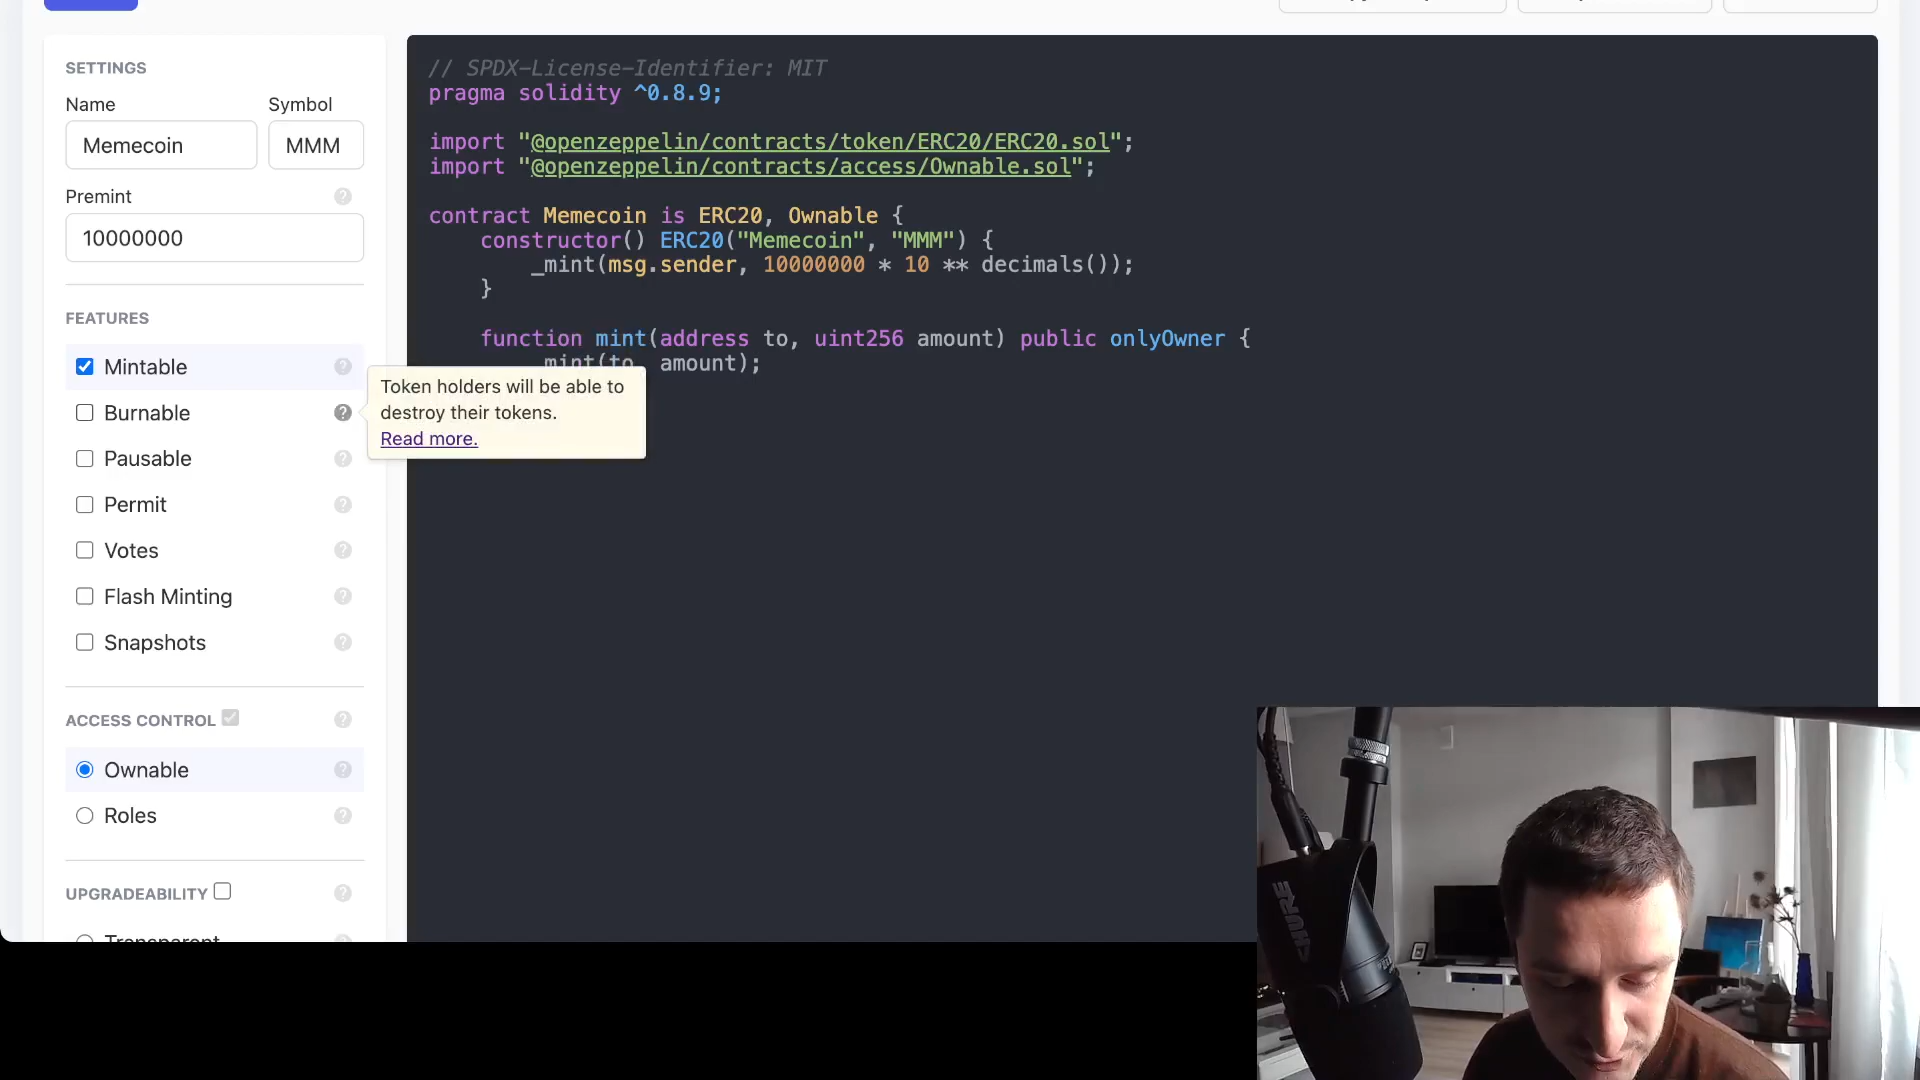 SETTINGS
Name Symbol
Memecoin MMM
Premint
10000000
FEATURES
Mintable
Burnable
Pausable
Permit
Votes
Flash Minting
Snapshots
ACCESS CONTROL
Ownable
Roles
UPGRADEABILITY
Transparent
// SPDX-License-Identifier: MIT
pragma solidity ^0.8.9;
import "@openzeppelin/contracts/token/ERC20/ERC20.sol";
import "@openzeppelin/contracts/access/Ownable.sol";
contract Memecoin is ERC20, Ownable {
constructor() ERC20("Memecoin", "MMM") {
_mint(msg.sender, 10000000 * 10 ** decimals());
}
function mint(address to, uint256 amount) public onlyOwner {
_mint(to, amount);
Token holders will be able to
destroy their tokens.
Read more.
SHURE